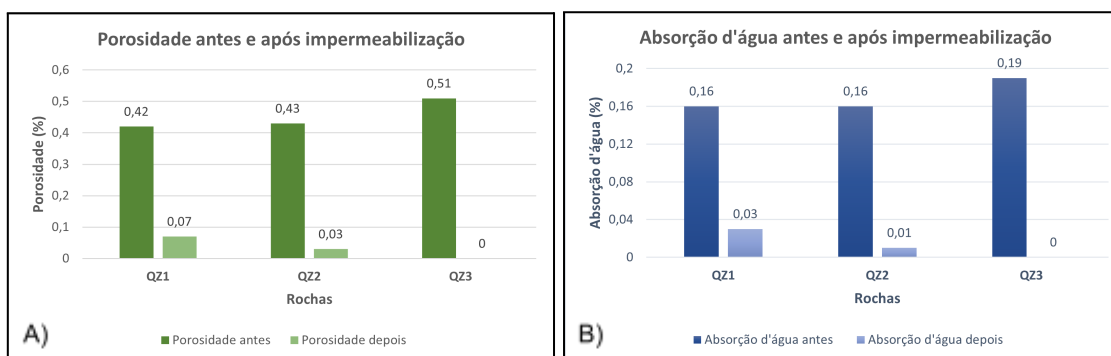 Porosidade antes e após impermeabilização
0,6
0,5
0,4
0,3
0,2
0,1
0
Porosidade (%)
0,42
0,07
0,43
0,03
0,51
0
QZ1
QZ2
QZ3
Rochas
Porosidade antes
Porosidade depois
A)
Absorção d'água antes e após impermeabilização
0,2
0,16
0,12
0,08
0,04
0
Absorção d'água (%)
0,16
0,03
0,16
0,01
0,19
0
QZ1
QZ2
QZ3
Rochas
Absorção d'água antes
Absorção d'água depois
B)